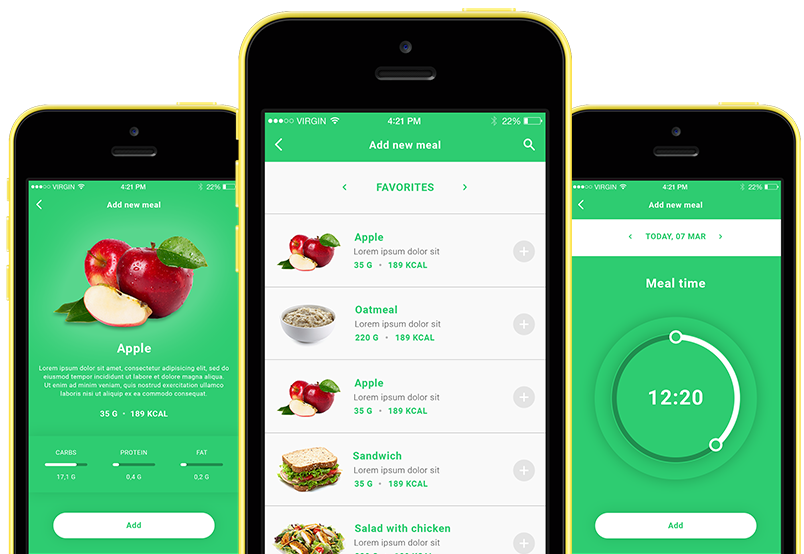 VIRGIN
4:21 PM
22%
Add new meal
Apple
Lorem ipsum dolor sit amet, consectetur adipisicing elit, sed do
eiusmod tempor incididunt ut labore et dolore magna aliqua.
Ut enim ad minim veniam, quis nostrud exercitation ullamco
laboris nisi ut aliquip ex ea commodo consequat.
35 G • 189 KCAL
CARBS PROTEIN FAT
17,1 G 0,4 G 0,2 G
Add
VIRGIN 4:21 PM 22%
Add new meal
FAVORITES
Apple
Lorem ipsum dolor sit
35 G • 189 KCAL
Oatmeal
Lorem ipsum dolor sit
220 G • 189 KCAL
Apple
Lorem ipsum dolor sit
35 G • 189 KCAL
Sandwich
Lorem ipsum dolor sit
35 G • 189 KCAL
Salad with chicken
Lorem ipsum dolor sit
VIRGIN 4:21 PM 22%
Add new meal
TODAY, 07 MAR
Meal time
12:20
Add